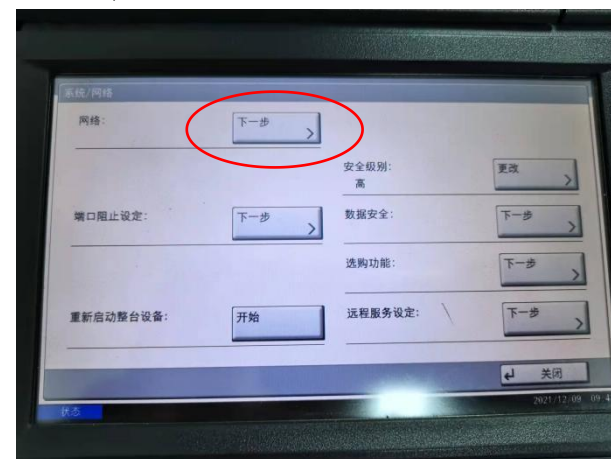 系统/网络
网络:
下一步
安全级别:
高
更改
端口阻止设定:
下一步
数据安全:
下一步
选购功能:
下一步
重新启动整台设备:
开始
远程服务设定:
下一步
关闭
状态
2021/12/09 09:4